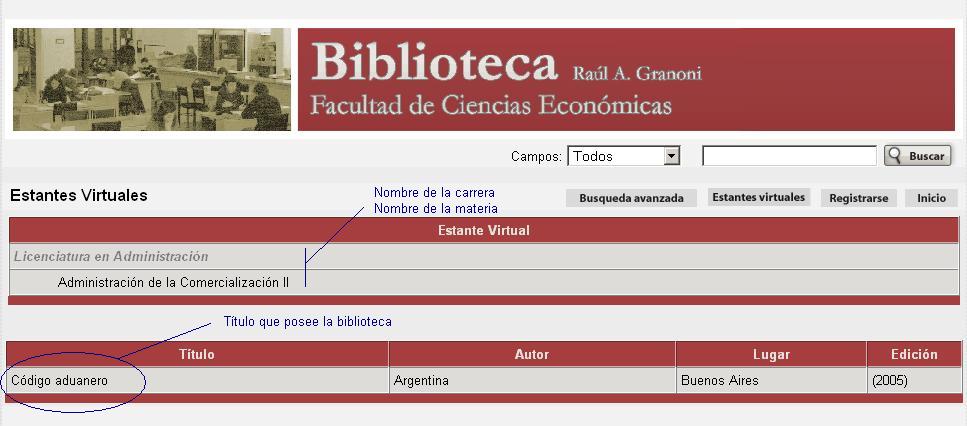 Biblioteca Raúl A. Granoni
Facultad de Ciencias Económicas
Campos: Todos Buscar
Estantes Virtuales
Nombre de la carrera
Nombre de la materia
Busqueda avanzada Estantes virtuales Registrarse Inicio
Estante Virtual
Licenciatura en Administración
Administración de la Comercialización II
Título que posee la biblioteca
Título Autor Lugar Edición
Código aduanero Argentina Buenos Aires (2005)